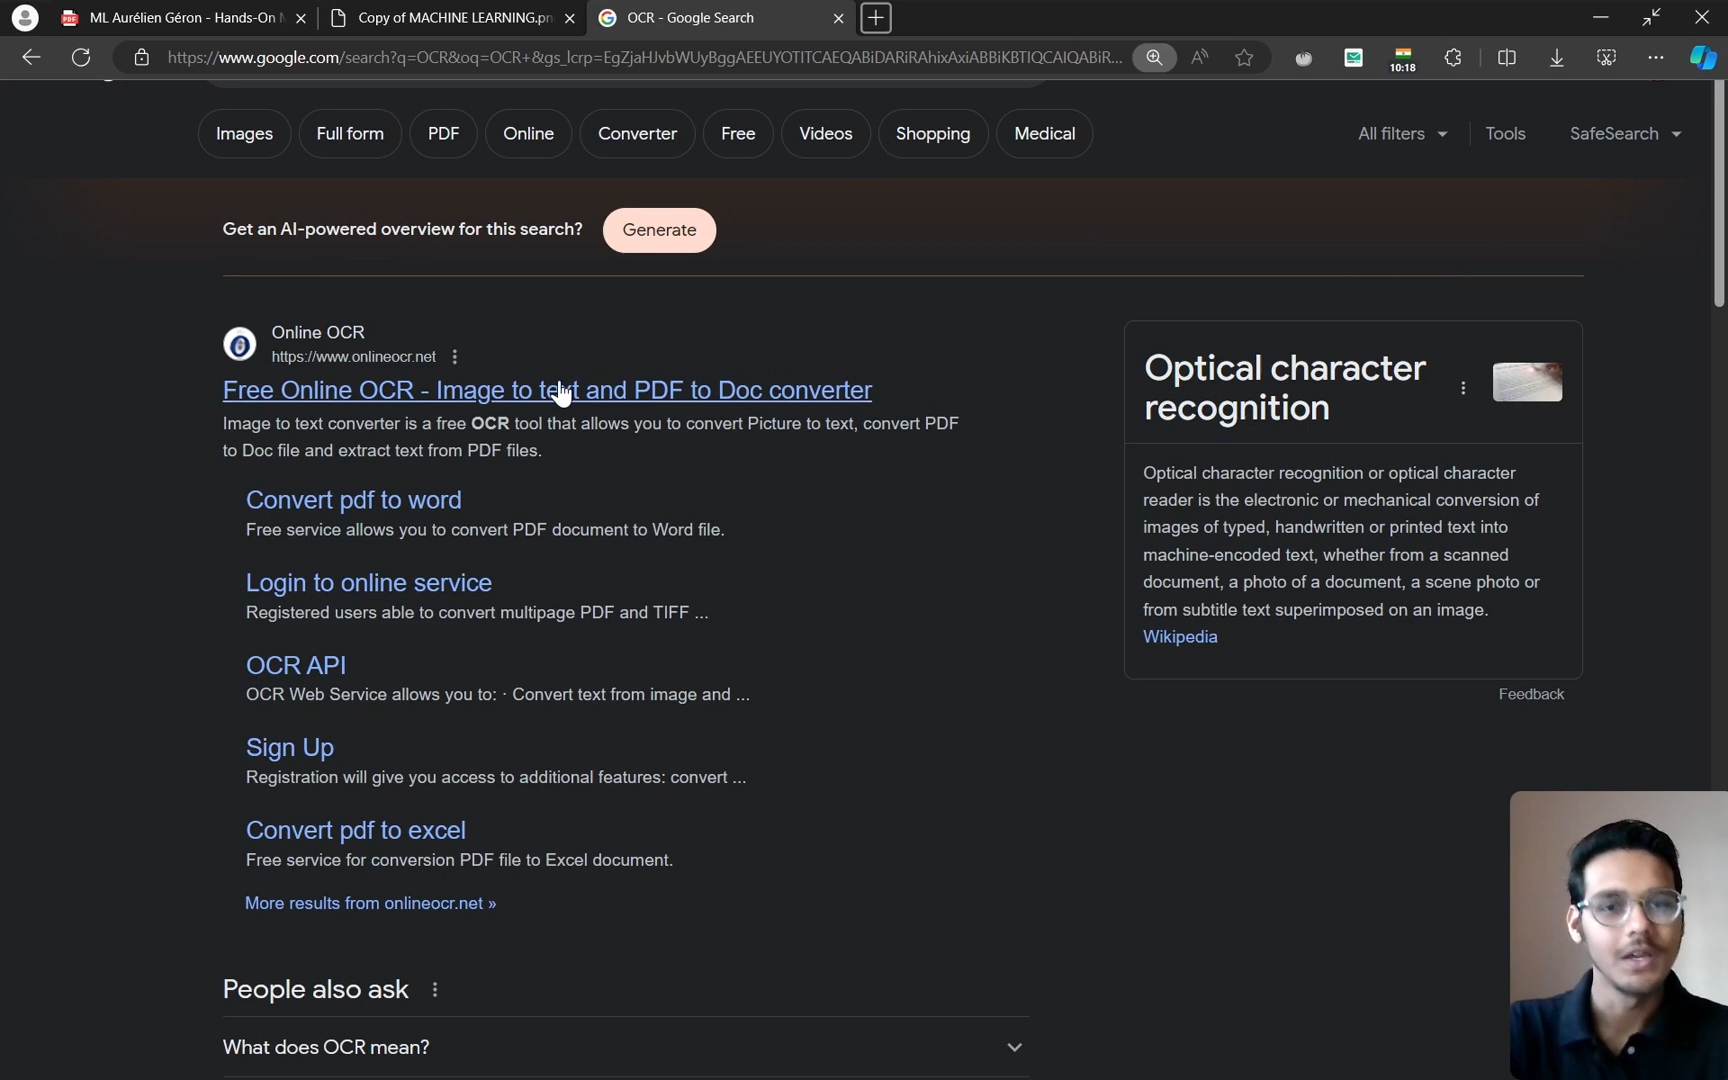 ML Aurélien Géron - Hands-On
Copy of MACHINE LEARNING.pn
OCR - Google Search
https://www.google.com/search?q=OCR&oq=OCR+&gs_lcrp=EgZjaHJvbWUyBggAEEUYOTITCAEQABiDARiRAhixAxiABBiKBTIQCAIQABiR...
10:18
Images
Full form
PDF
Online
Converter
Free
Videos
Shopping
Medical
All filters
Tools
SafeSearch
Get an AI-powered overview for this search?
Generate
Online OCR
https://www.onlineocr.net
Free Online OCR - Image to text and PDF to Doc converter
Image to text converter is a free OCR tool that allows you to convert Picture to text, convert PDF
to Doc file and extract text from PDF files.
Convert pdf to word
Free service allows you to convert PDF document to Word file.
Login to online service
Registered users able to convert multipage PDF and TIFF ...
OCR API
OCR Web Service allows you to: · Convert text from image and ...
Sign Up
Registration will give you access to additional features: convert ...
Convert pdf to excel
Free service for conversion PDF file to Excel document.
More results from onlineocr.net »
People also ask
What does OCR mean?
Optical character
recognition
Optical character recognition or optical character
reader is the electronic or mechanical conversion of
images of typed, handwritten or printed text into
machine-encoded text, whether from a scanned
document, a photo of a document, a scene photo or
from subtitle text superimposed on an image.
Wikipedia
Feedback